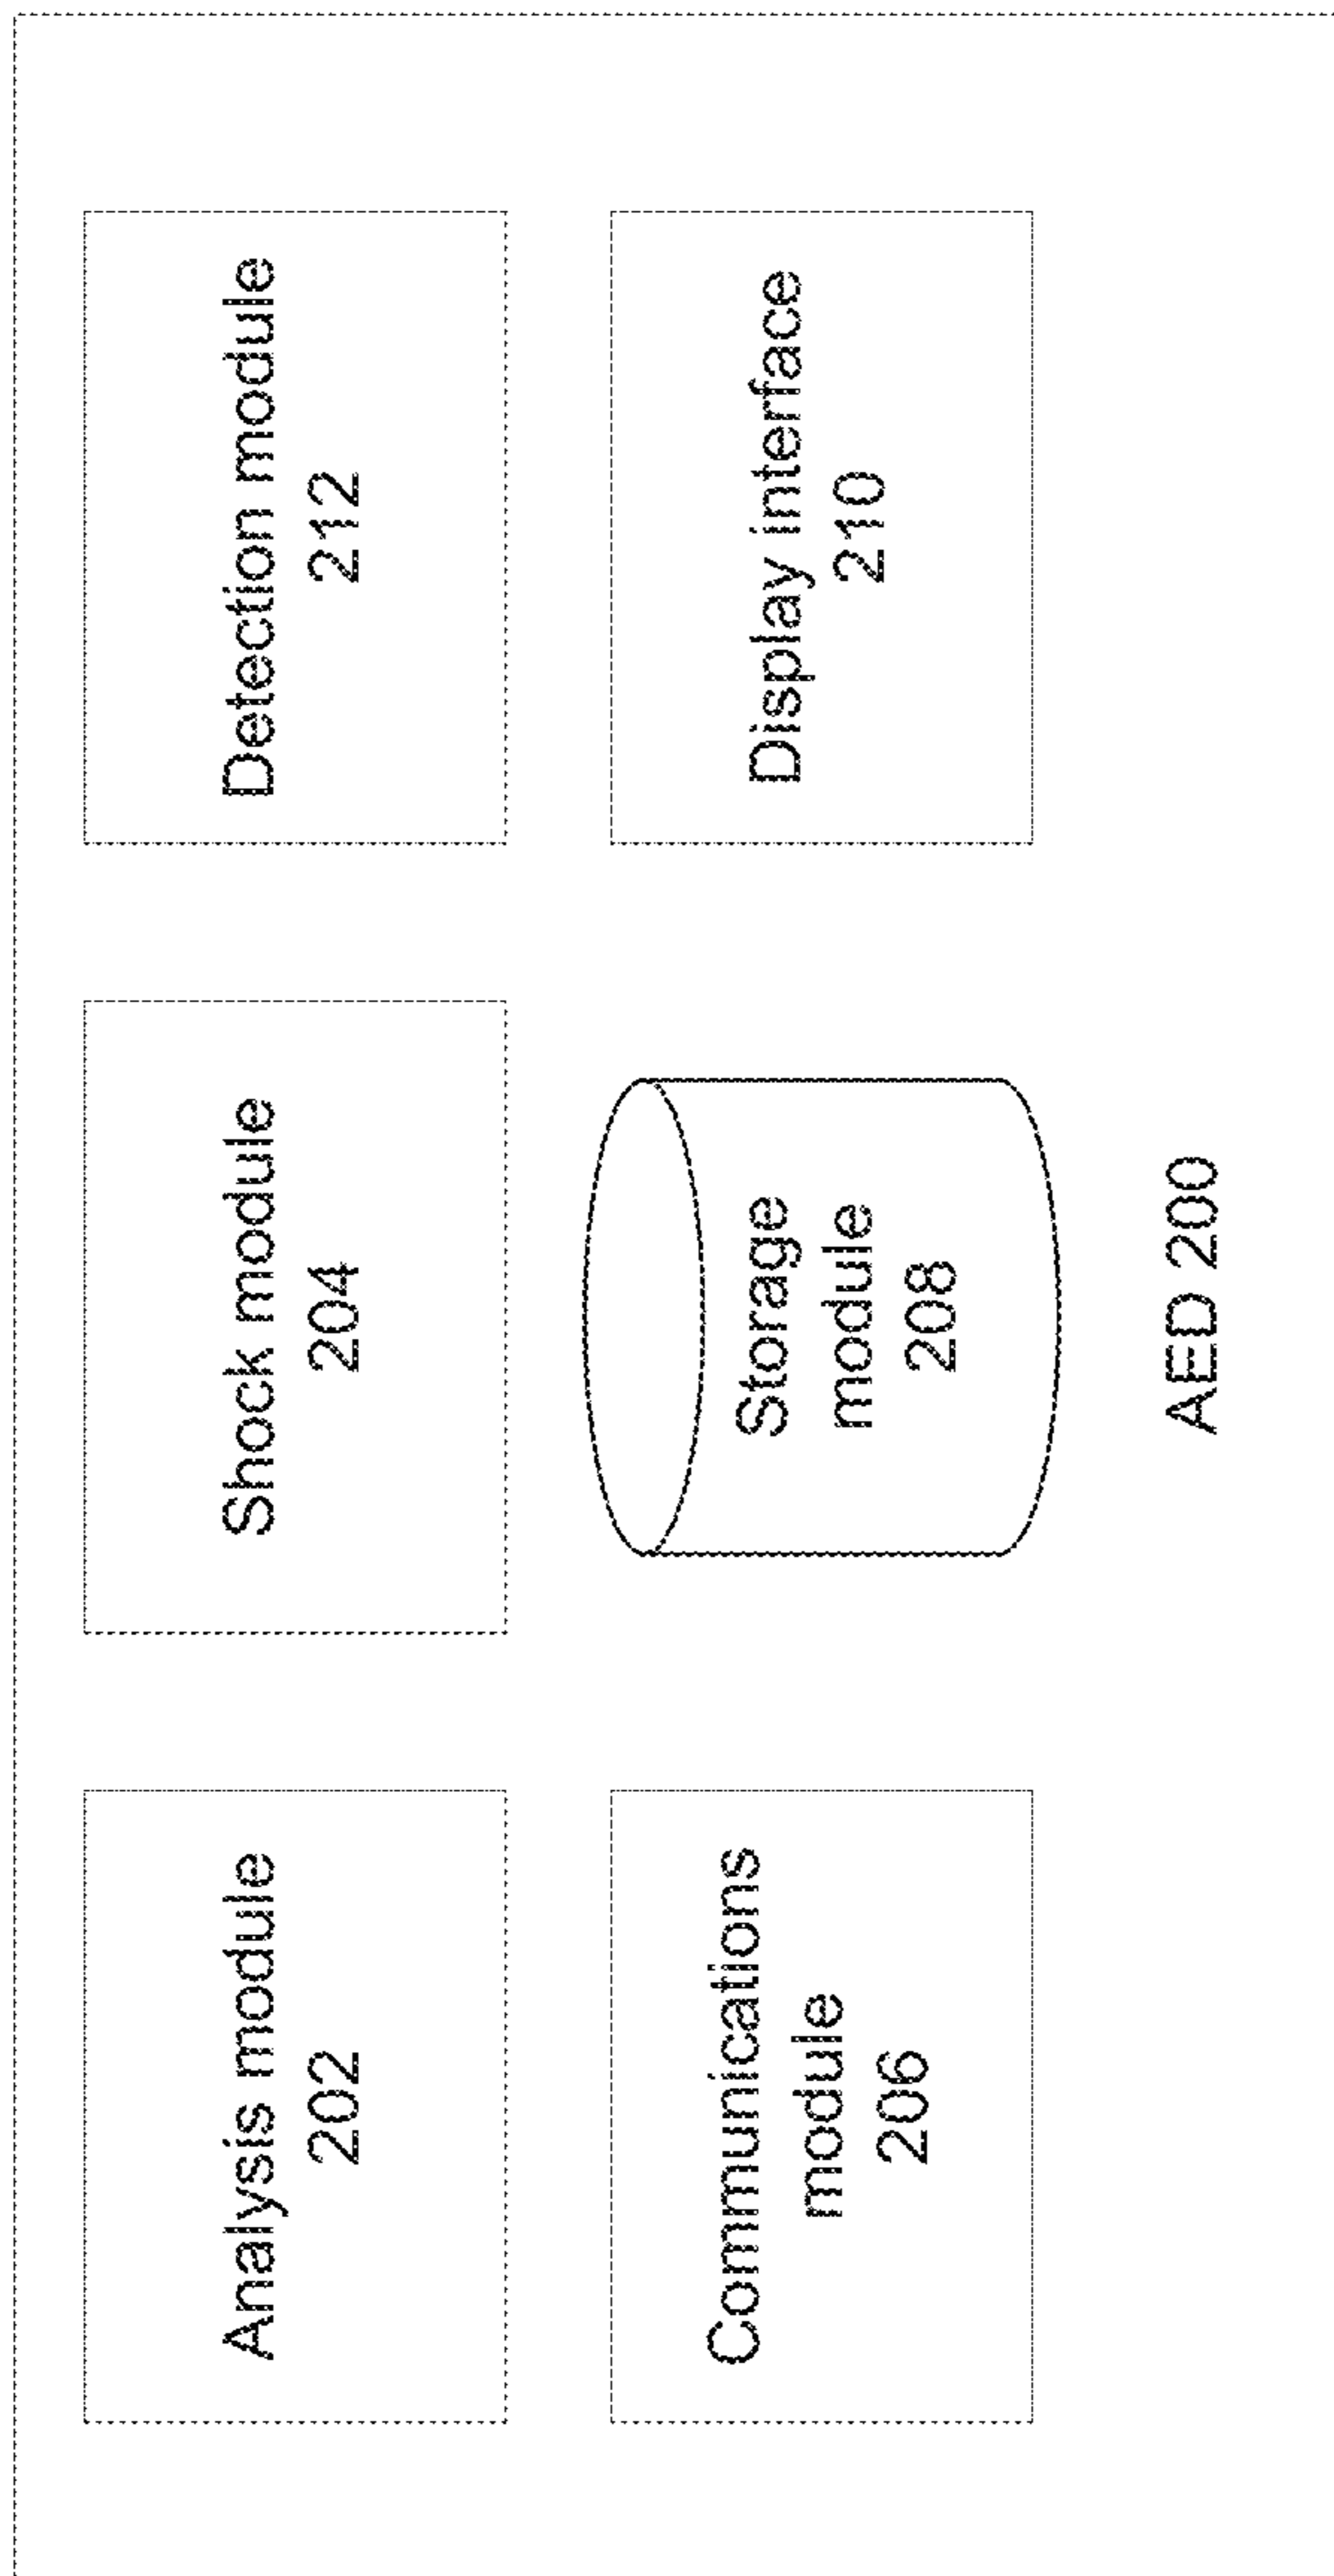 Analysis module
202
Shock module
204
Detection module
212
Communications
module
206
Storage
module
208
Display interface
210
AED 200